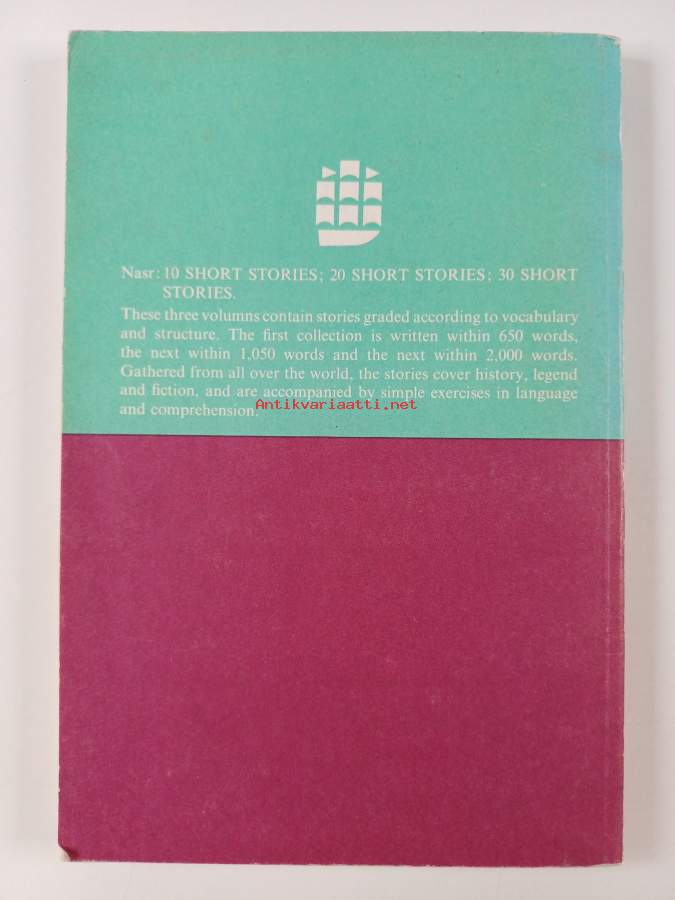 Nasr: 10 SHORT STORIES; 20 SHORT STORIES; 30 SHORT
STORIES.
These three volumns contain stories graded according to vocabulary
and structure. The first collection is written within 650 words,
the next within 1,050 words and the next within 2,000 words.
Gathered from all over the world, the stories cover history, legend
and fiction, and are accompanied by simple exercises in language
and comprehension.
Antikvariaatti.net